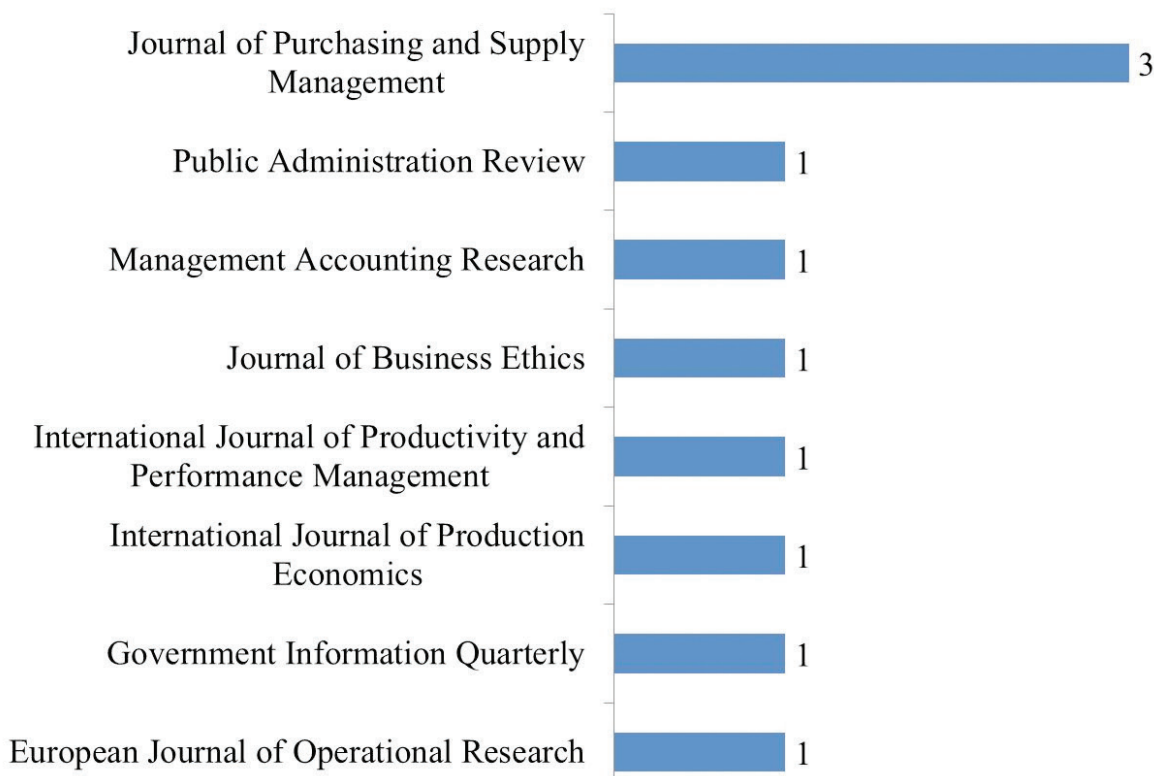 Journal of Purchasing and Supply
Management
3
Public Administration Review
1
Management Accounting Research
1
Journal of Business Ethics
1
International Journal of Productivity and
Performance Management
1
International Journal of Production
Economics
1
Government Information Quarterly
1
European Journal of Operational Research
1